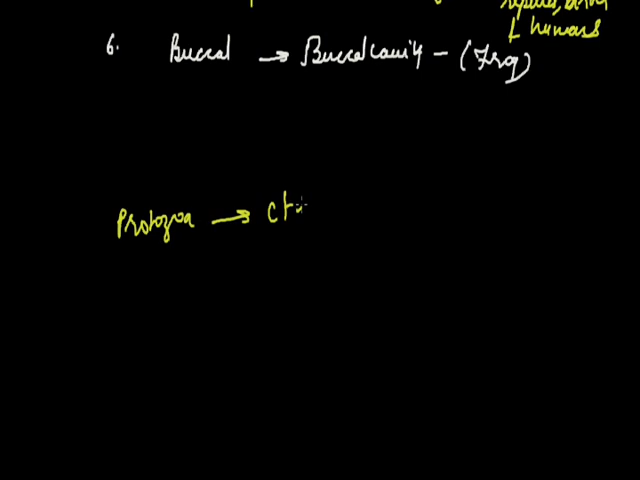 & humans
6. Buccal → Buccal cavity - (Frog)
Protozoa →